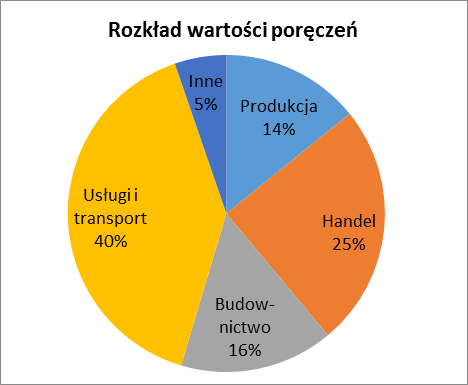 Rozkład wartości poręczeń
Inne
5%
Produkcja
14%
Handel
25%
Budow-
nictwo
16%
Usługi i
transport
40%